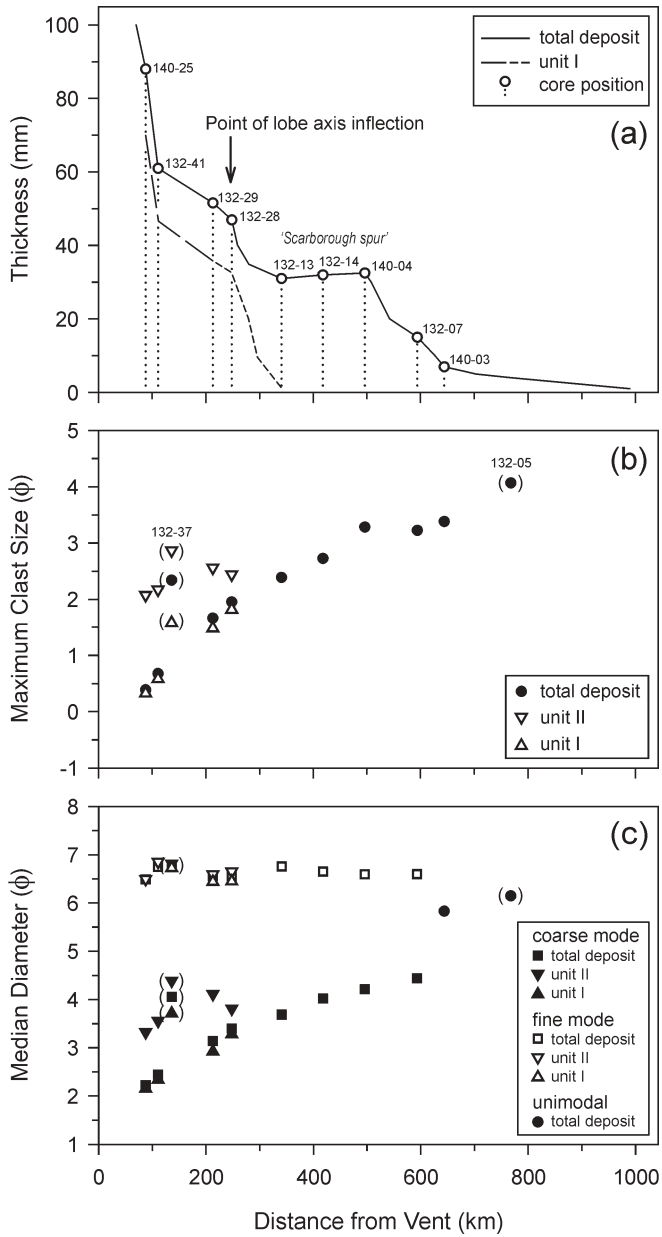 100
80
60
40
20
0
Thickness (mm)
total deposit
unit I
core position
(a)
140-25
132-41
Point of lobe axis inflection
132-29
132-28
'Scarborough spur'
132-13
132-14
140-04
132-07
140-03
5
4
3
2
1
0
-1
Maximum Clast Size (ϕ)
(b)
132-05
( )
132-37
( )
( )
( )
total deposit
unit II
unit I
8
7
6
5
4
3
2
1
Median Diameter (ϕ)
(c)
( )
( )
( )
( )
( )
coarse mode
total deposit
unit II
unit I
fine mode
total deposit
unit II
unit I
unimodal
total deposit
0 200 400 600 800 1000
Distance from Vent (km)